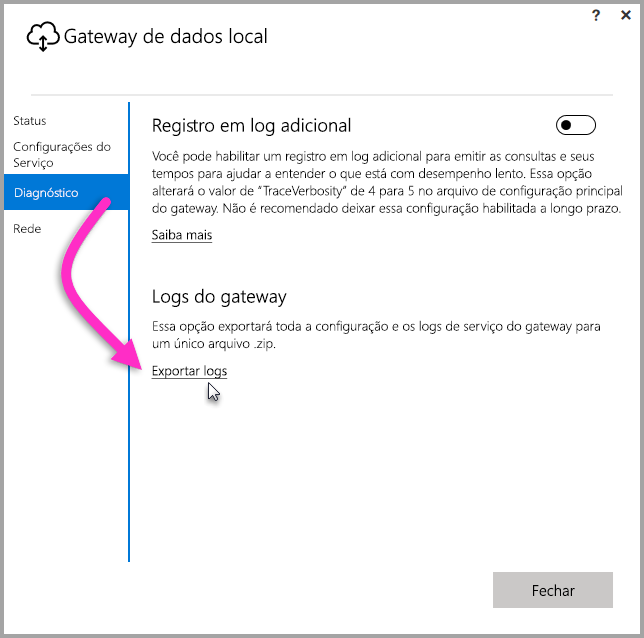 ?
Gateway de dados local
Status
Configurações do
Serviço
Diagnóstico
Rede
Registro em log adicional
Você pode habilitar um registro em log adicional para emitir as consultas e seus
tempos para ajudar a entender o que está com desempenho lento. Essa opção
alterará o valor de “TraceVerbosity” de 4 para 5 no arquivo de configuração principal
do gateway. Não é recomendado deixar essa configuração habilitada a longo prazo.
Saiba mais
Logs do gateway
Essa opção exportará toda a configuração e os logs de serviço do gateway para
um único arquivo .zip.
Exportar logs
Fechar